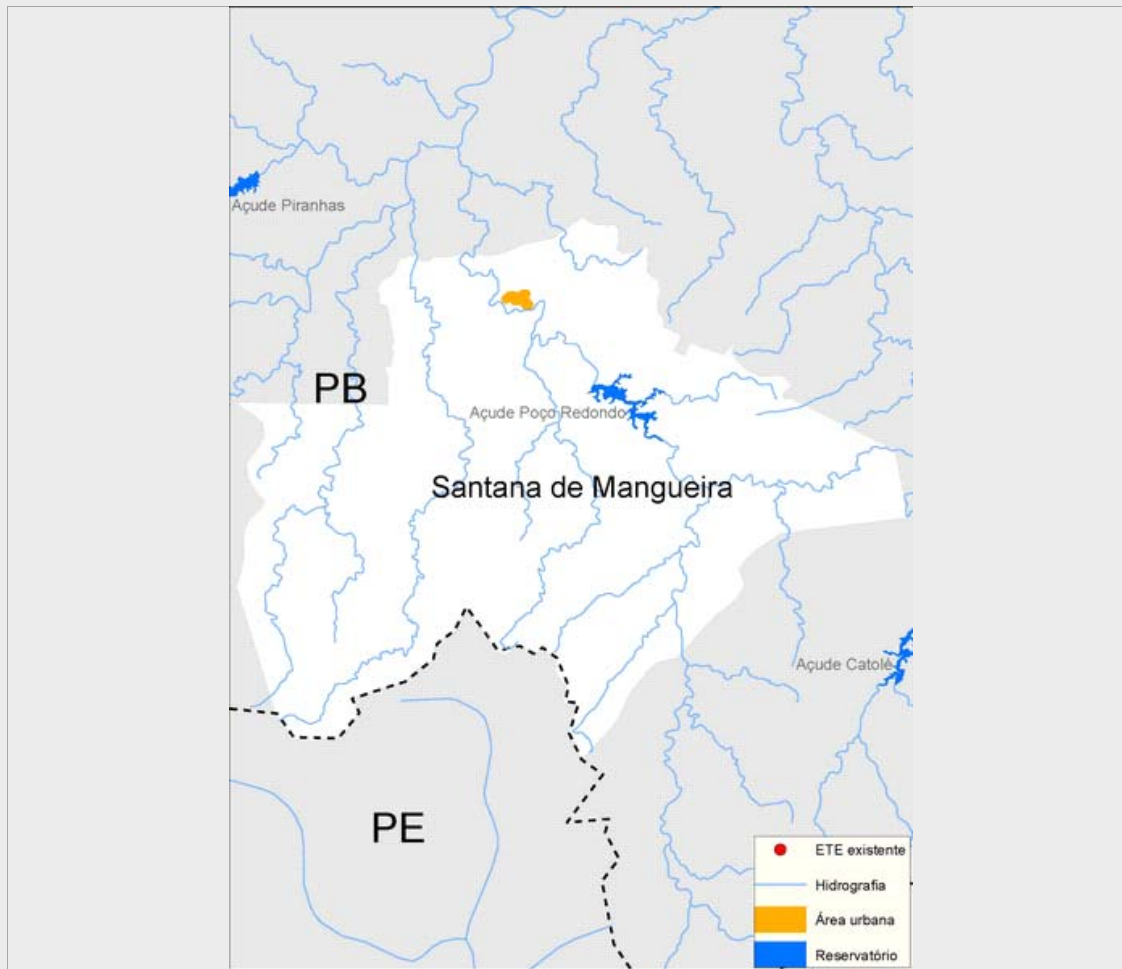 Açude Piranhas
PB
Açude Poço Redondo
Santana de Mangueira
Açude Catolé
PE
ETE existente
Hidrografia
Área urbana
Reservatório